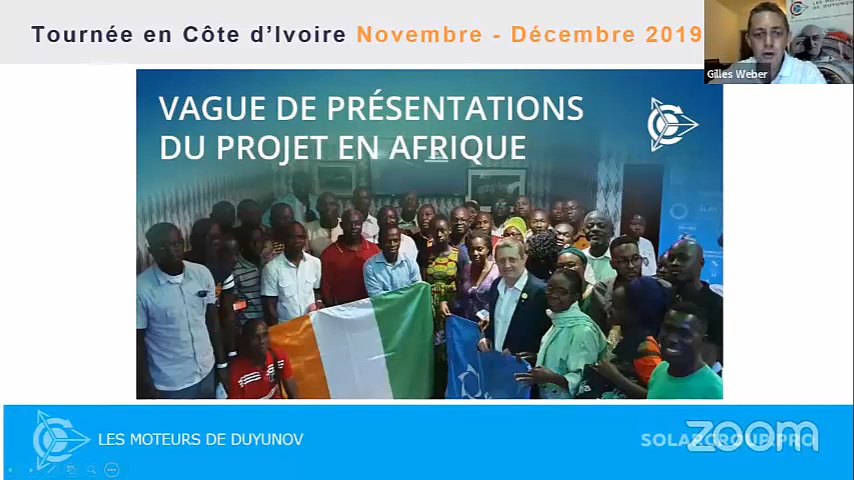 Tournée en Côte d'Ivoire Novembre - Décembre 2019
Gilles Weber
VAGUE DE PRÉSENTATIONS
DU PROJET EN AFRIQUE
LES MOTEURS DE DUYUNOV
SOLARGROUP.PRO
zoom